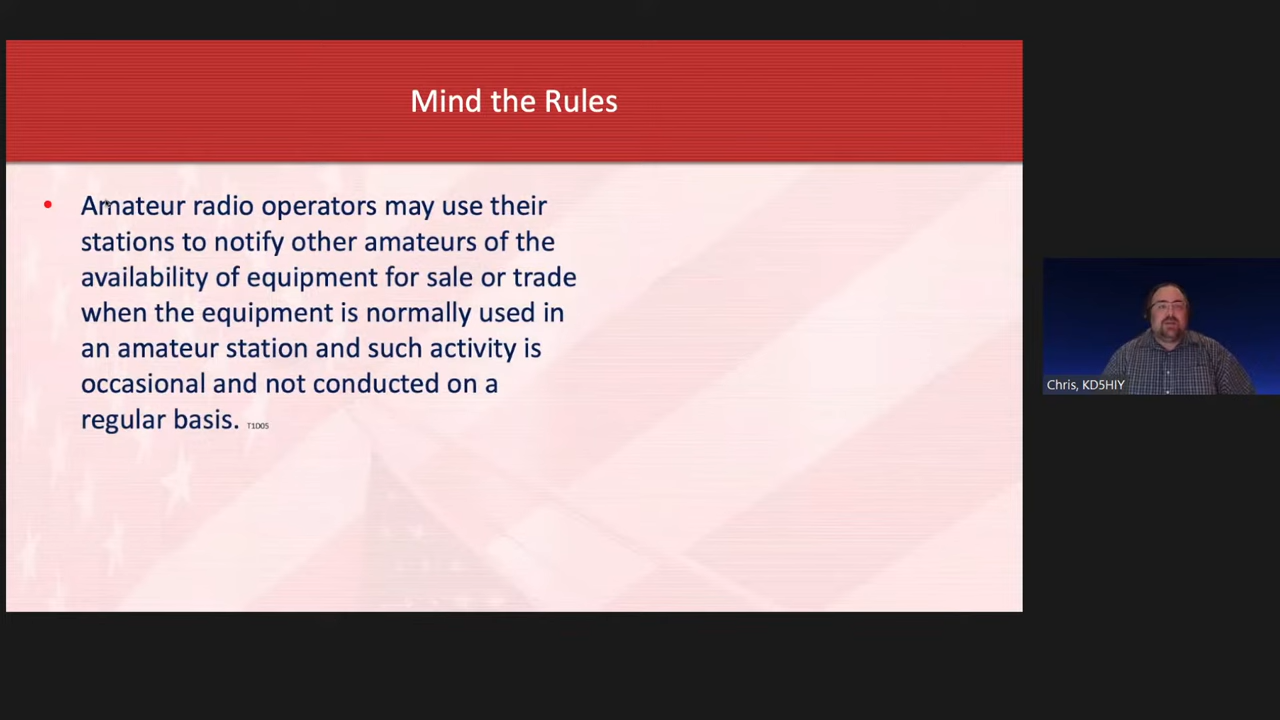 Mind the Rules
• Amateur radio operators may use their
stations to notify other amateurs of the
availability of equipment for sale or trade
when the equipment is normally used in
an amateur station and such activity is
occasional and not conducted on a
regular basis. T1D05
Chris, KD5HIY